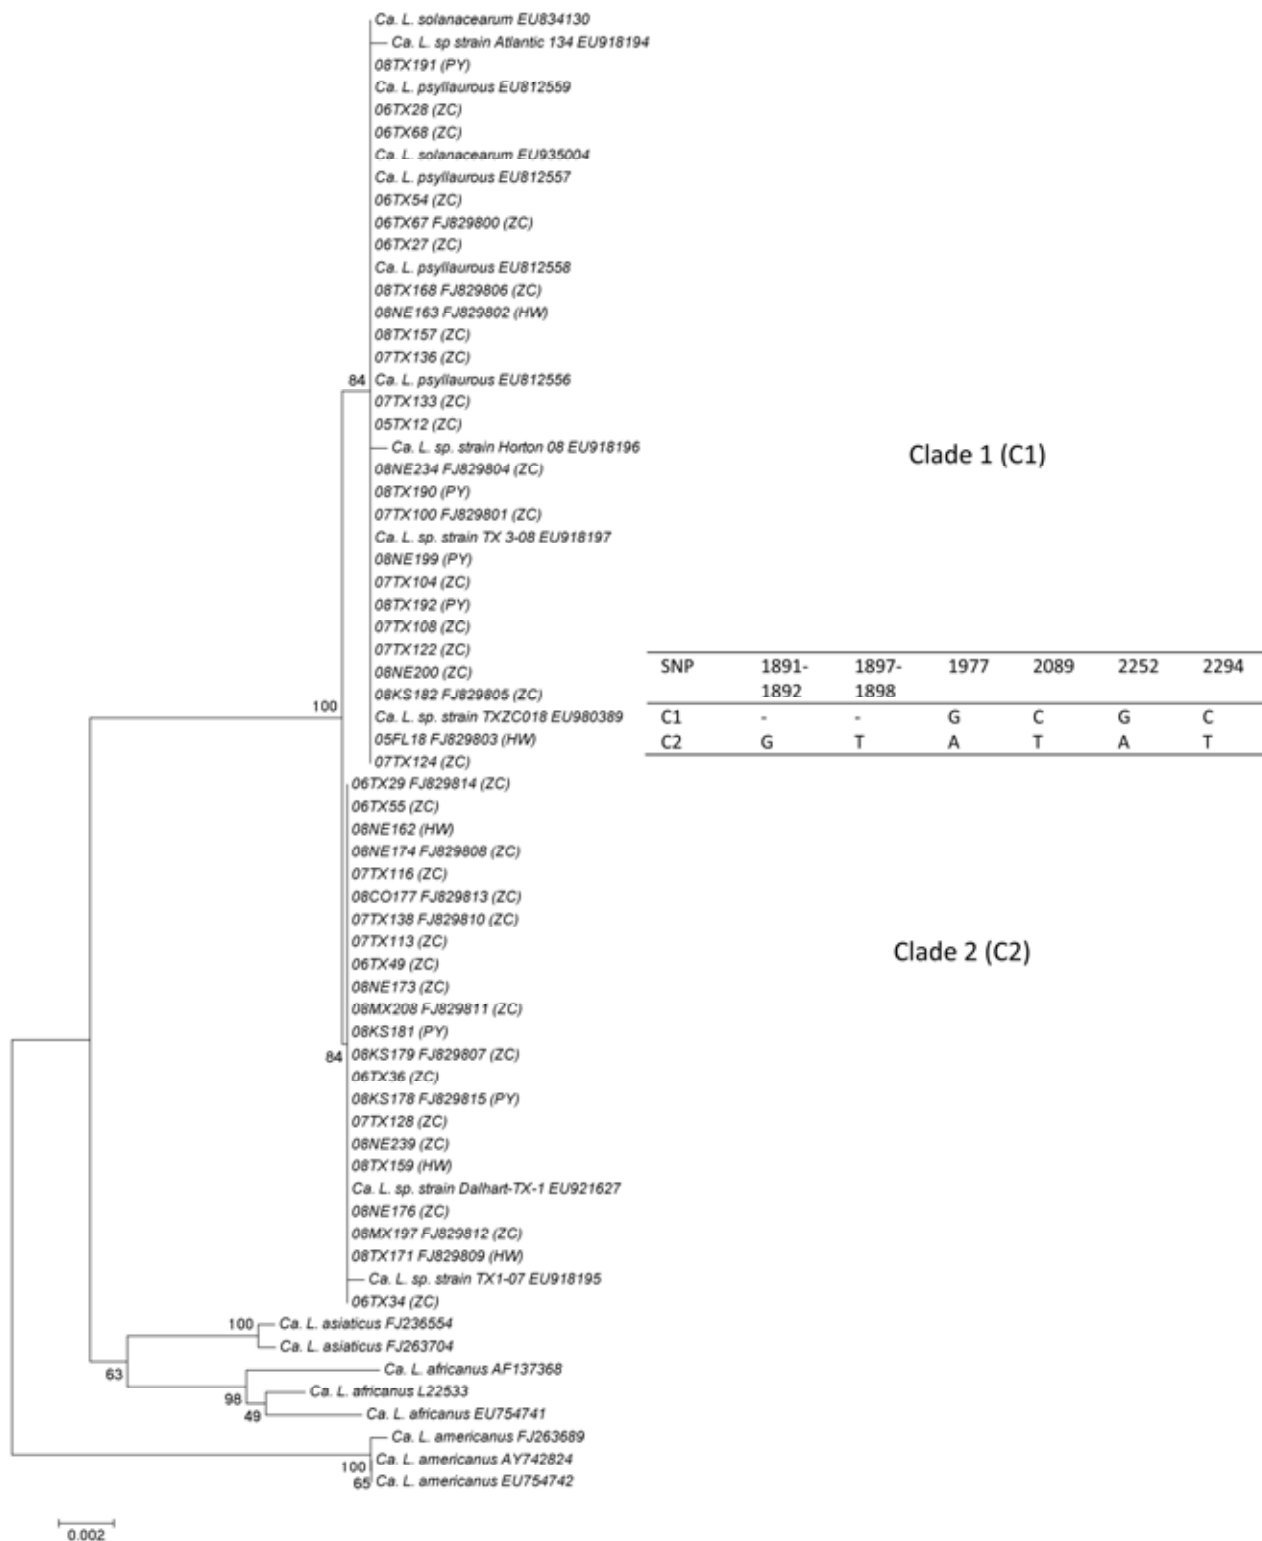 Ca. L. solanacearum EU834130
Ca. L. sp strain Atlantic 134 EU918194
08TX191 (PY)
Ca. L. psyllaurous EU812559
06TX28 (ZC)
06TX68 (ZC)
Ca. L. solanacearum EU935004
Ca. L. psyllaurous EU812557
06TX54 (ZC)
06TX67 FJ829800 (ZC)
06TX27 (ZC)
Ca. L. psyllaurous EU812558
08TX168 FJ829806 (ZC)
08NE163 FJ829802 (HW)
08TX157 (ZC)
07TX136 (ZC)
84
Ca. L. psyllaurous EU812556
07TX133 (ZC)
05TX12 (ZC)
Ca. L. sp. strain Horton 08 EU918196
Clade 1 (C1)
08NE234 FJ829804 (ZC)
08TX190 (PY)
07TX100 FJ829801 (ZC)
Ca. L. sp. strain TX 3-08 EU918197
08NE199 (PY)
07TX104 (ZC)
08TX192 (PY)
07TX108 (ZC)
07TX122 (ZC)
08NE200 (ZC)
08KS182 FJ829805 (ZC)
100
Ca. L. sp. strain TXZC018 EU980389
05FL18 FJ829803 (HW)
07TX124 (ZC)
SNP 1891-1892 1897-1898 1977 2089 2252 2294
C1 - - G C G C
C2 G T A T A T
06TX29 FJ829814 (ZC)
06TX55 (ZC)
08NE162 (HW)
08NE174 FJ829808 (ZC)
07TX116 (ZC)
08CO177 FJ829813 (ZC)
07TX138 FJ829810 (ZC)
07TX113 (ZC)
Clade 2 (C2)
06TX49 (ZC)
08NE173 (ZC)
08MX208 FJ829811 (ZC)
08KS181 (PY)
84
08KS179 FJ829807 (ZC)
06TX36 (ZC)
08KS178 FJ829815 (PY)
07TX128 (ZC)
08NE239 (ZC)
08TX159 (HW)
Ca. L. sp. strain Dalhart-TX-1 EU921627
08NE176 (ZC)
08MX197 FJ829812 (ZC)
08TX171 FJ829809 (HW)
Ca. L. sp. strain TX1-07 EU918195
06TX34 (ZC)
100
Ca. L. asiaticus FJ236554
Ca. L. asiaticus FJ263704
63
Ca. L. africanus AF137368
98
Ca. L. africanus L22533
49
Ca. L. africanus EU754741
Ca. L. americanus FJ263689
100
Ca. L. americanus AY742824
65
Ca. L. americanus EU754742
0.002